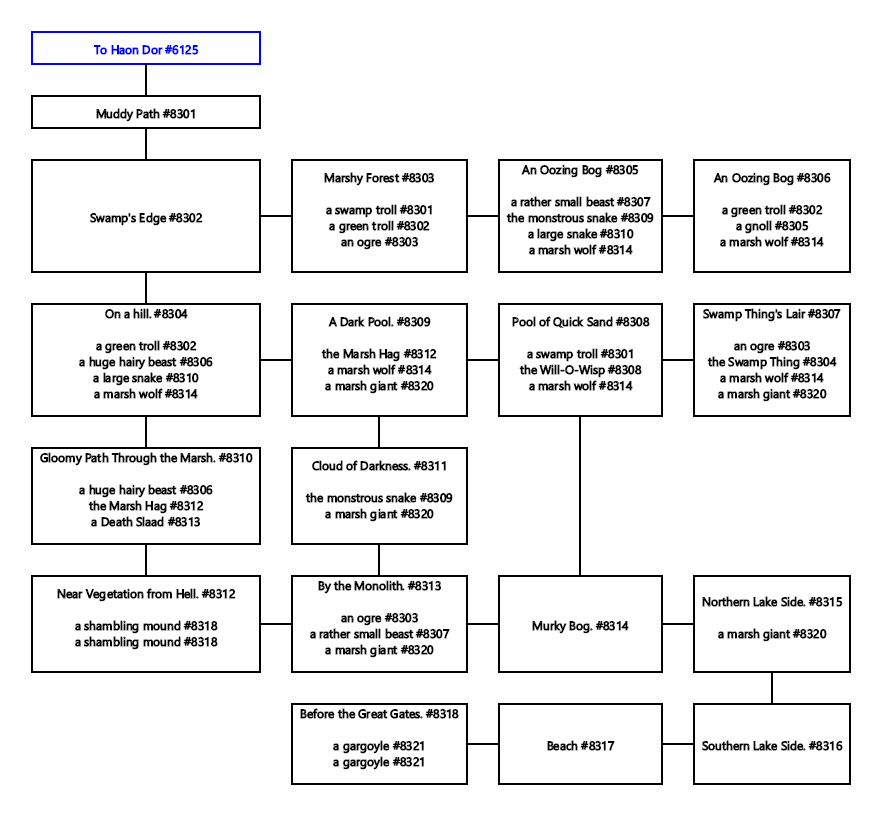 To Haon Dor #6125
Muddy Path #8301
Swamp's Edge #8302
Marshy Forest #8303
a swamp troll #8301
a green troll #8302
an ogre #8303
An Oozing Bog #8305
a rather small beast #8307
the monstrous snake #8309
a large snake #8310
a marsh wolf #8314
An Oozing Bog #8306
a green troll #8302
a gnoll #8305
a marsh wolf #8314
On a hill. #8304
a green troll #8302
a huge hairy beast #8306
a large snake #8310
a marsh wolf #8314
A Dark Pool. #8309
the Marsh Hag #8312
a marsh wolf #8314
a marsh giant #8320
Pool of Quick Sand #8308
a swamp troll #8301
the Will-O-Wisp #8308
a marsh wolf #8314
Swamp Thing's Lair #8307
an ogre #8303
the Swamp Thing #8304
a marsh wolf #8314
a marsh giant #8320
Gloomy Path Through the Marsh. #8310
a huge hairy beast #8306
the Marsh Hag #8312
a Death Slaad #8313
Cloud of Darkness. #8311
the monstrous snake #8309
a marsh giant #8320
Near Vegetation from Hell. #8312
a shambling mound #8318
a shambling mound #8318
By the Monolith. #8313
an ogre #8303
a rather small beast #8307
a marsh giant #8320
Murky Bog. #8314
Northern Lake Side. #8315
a marsh giant #8320
Before the Great Gates. #8318
a gargoyle #8321
a gargoyle #8321
Beach #8317
Southern Lake Side. #8316